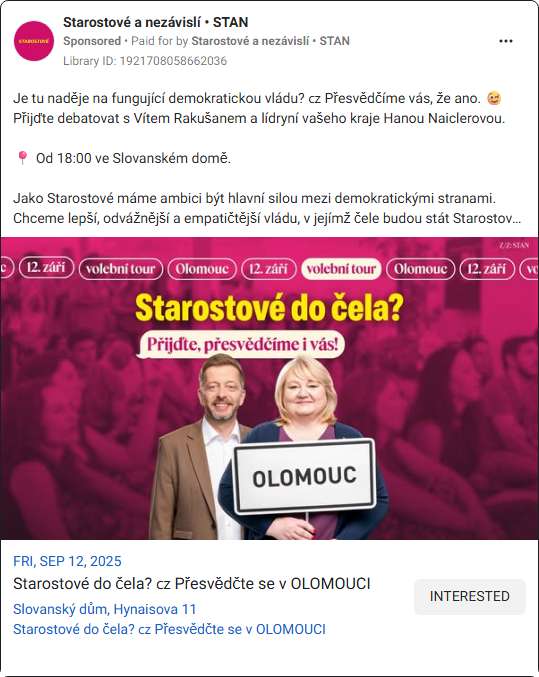 Starostové a nezávislí • STAN
Sponsored • Paid for by Starostové a nezávislí • STAN
Library ID: 1921708058662036
STAROSTOVÉ
Je tu naděje na fungující demokratickou vládu? cz Přesvědčíme vás, že ano. 😉
Přijďte debatovat s Vítem Rakušanem a lídryní vašeho kraje Hanou Naiclerovou.
📍 Od 18:00 ve Slovanském domě.
Jako Starostové máme ambici být hlavní silou mezi demokratickými stranami.
Chceme lepší, odvážnější a empatičtější vládu, v jejímž čele budou stát Starostov…
Z/Z: STAN
c 12. září volební tour Olomouc 12. září volební tour Olomouc 12. září vo
Starostové do čela?
Přijďte, přesvědčíme i vás!
OLOMOUC
FRI, SEP 12, 2025
Starostové do čela? cz Přesvědčte se v OLOMOUCI
INTERESTED
Slovanský dům, Hynaisova 11
Starostové do čela? cz Přesvědčte se v OLOMOUCI